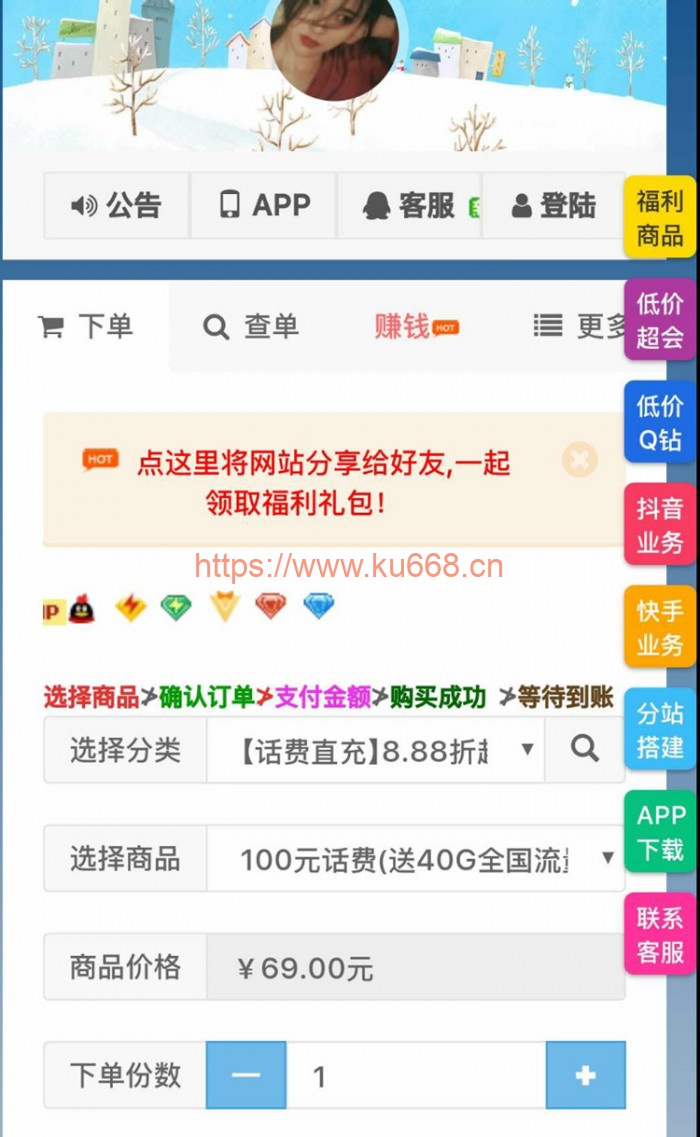 公告
APP
客服
登陆
福利
商品
下单
查单
赚钱 HOT
更多
低价
超会
低价
Q钻
HOT 点这里将网站分享给好友,一起
领取福利礼包!
抖音
业务
https://www.ku668.cn
快手
业务
选择商品>确认订单>支付金额>购买成功 >等待到账
分站
搭建
选择分类
【话费直充】8.88折起
APP
下载
选择商品
100元话费(送40G全国流量
联系
客服
商品价格
¥69.00元
下单份数
1